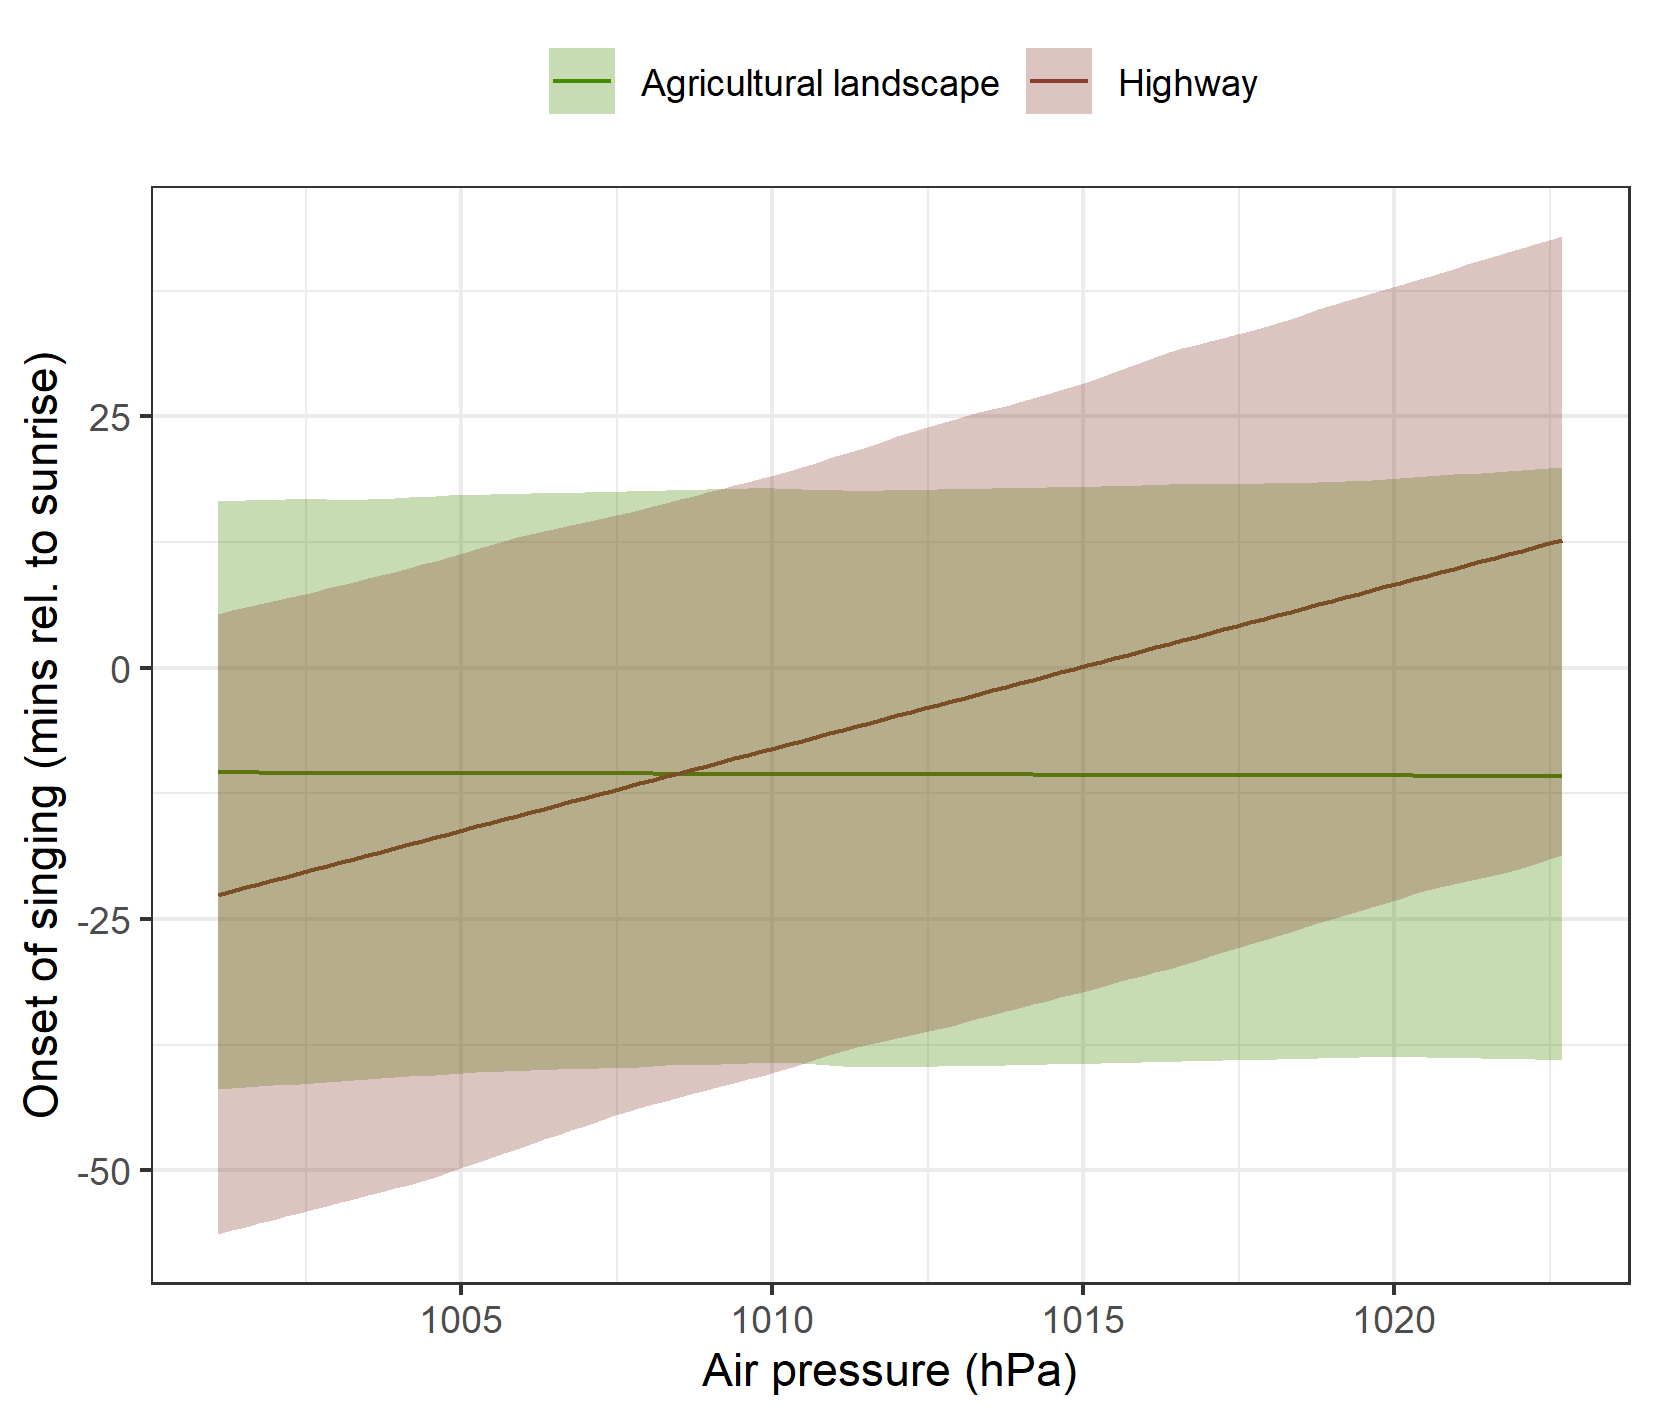 Agricultural landscape Highway
Onset of singing (mins rel. to sunrise)
25
0
-25
-50
1005 1010 1015 1020
Air pressure (hPa)